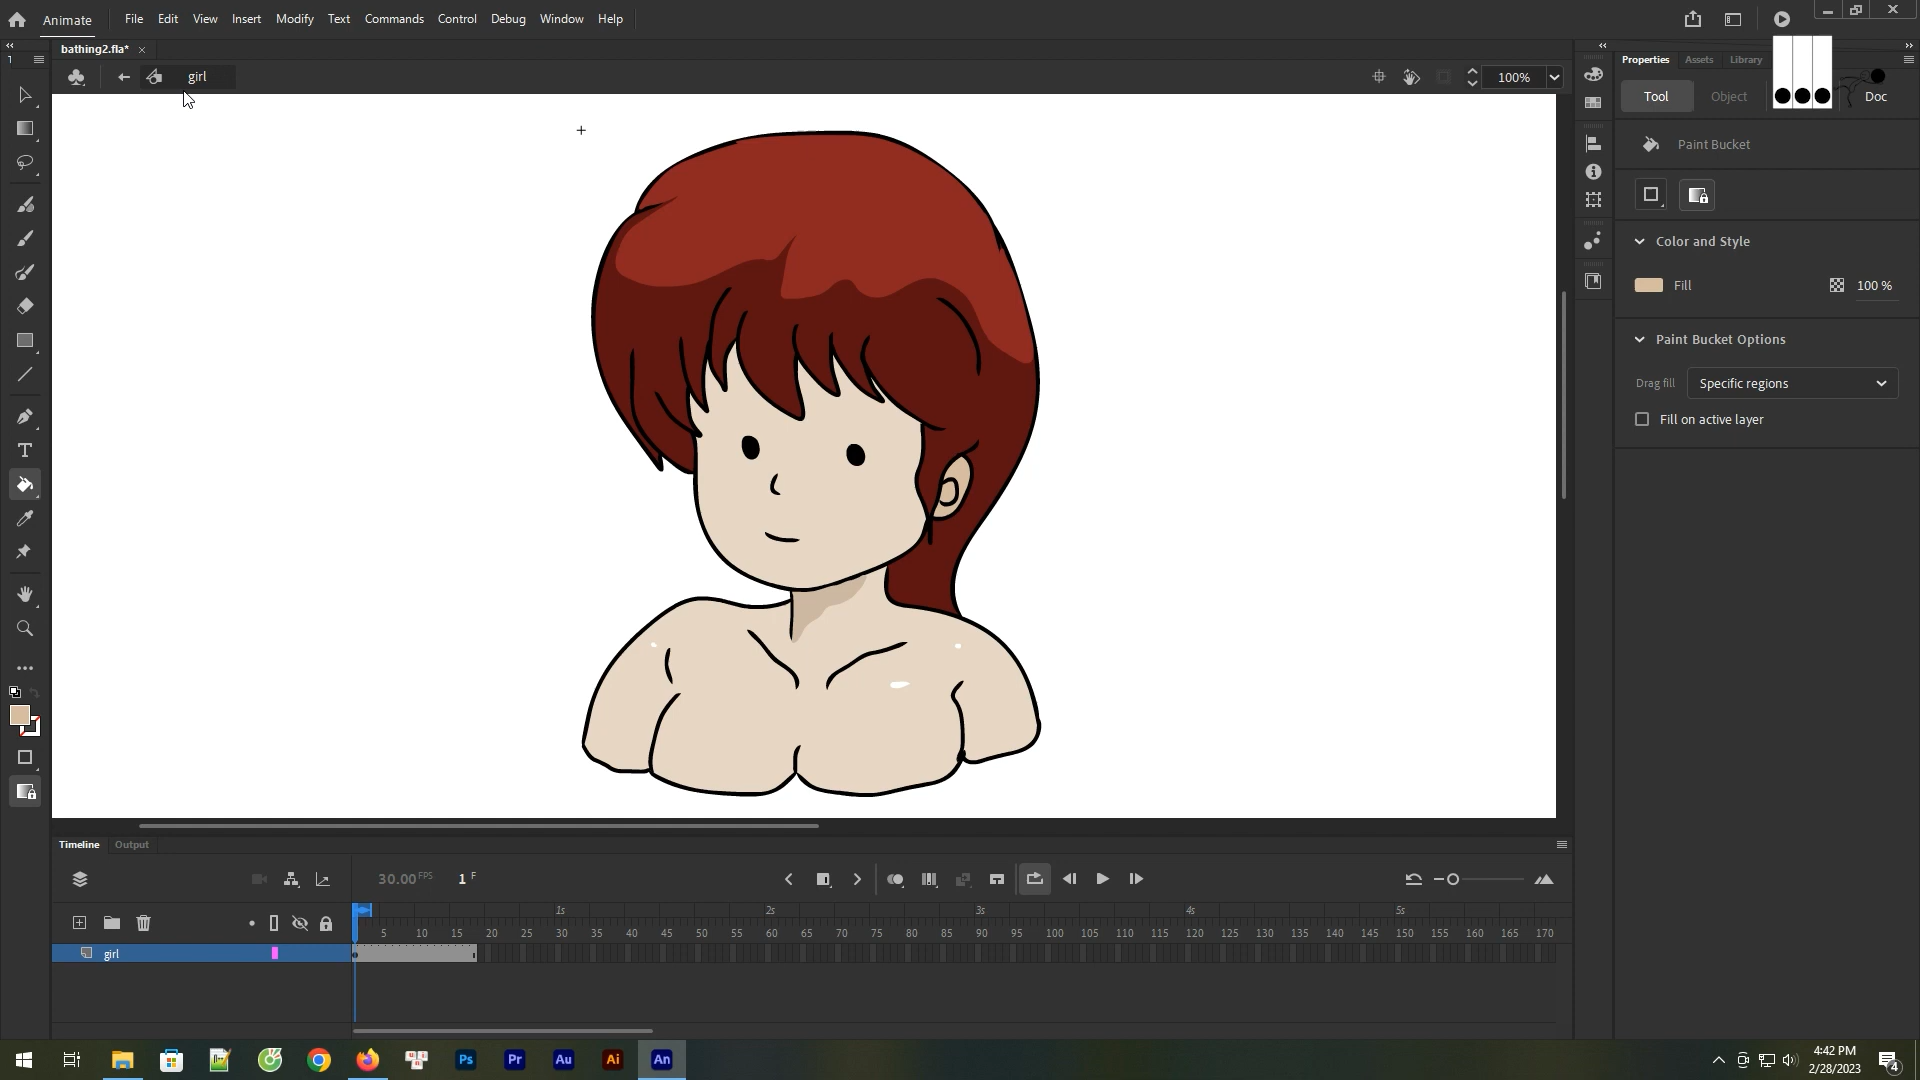 Animate File Edit View Insert Modify Text Commands Control Debug Window Help
bathing2.fla*
girl 100%
Properties Assets Library
Tool Object Doc
Paint Bucket
Color and Style
Fill 100 %
Paint Bucket Options
Drag fill Specific regions
Fill on active layer
Timeline Output
30.00 FPS 1 F
1s 2s 3s 4s 5s
5 10 15 20 25 30 35 40 45 50 55 60 65 70 75 80 85 90 95 100 105 110 115 120 125 130 135 140 145 150 155 160 165 170
girl
Ps Pr Au Ai An
4:42 PM
2/28/2023
4